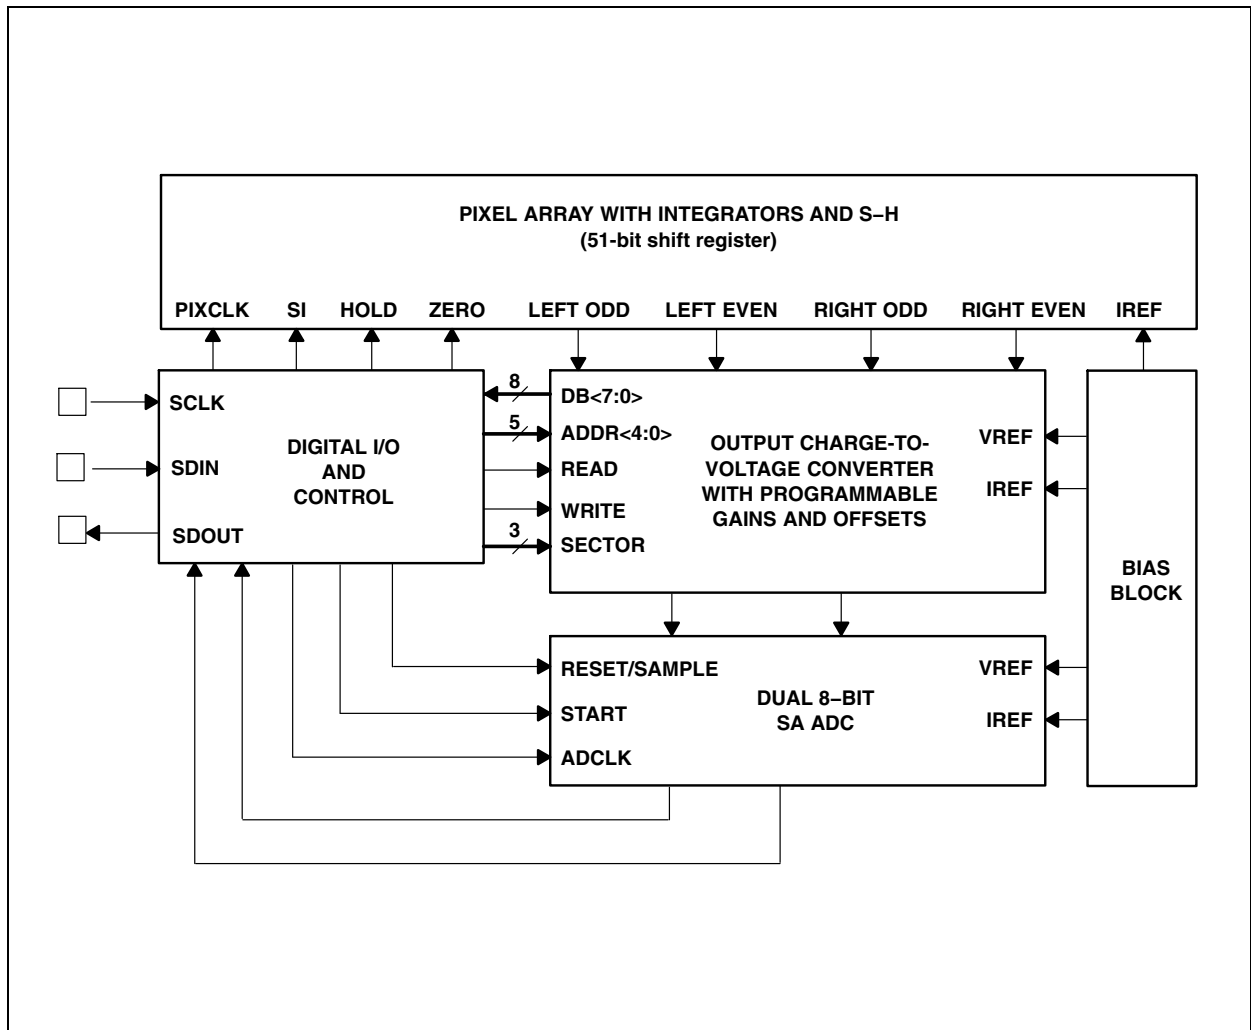 PIXEL ARRAY WITH INTEGRATORS AND S–H
(51-bit shift register)
PIXCLK SI HOLD ZERO LEFT ODD LEFT EVEN RIGHT ODD RIGHT EVEN IREF
SCLK
SDIN
SDOUT
DIGITAL I/O
AND
CONTROL
8
5
3
DB<7:0>
ADDR<4:0>
READ
WRITE
SECTOR
OUTPUT CHARGE-TO-
VOLTAGE CONVERTER
WITH PROGRAMMABLE
GAINS AND OFFSETS
VREF
IREF
BIAS
BLOCK
RESET/SAMPLE
START
ADCLK
DUAL 8–BIT
SA ADC
VREF
IREF